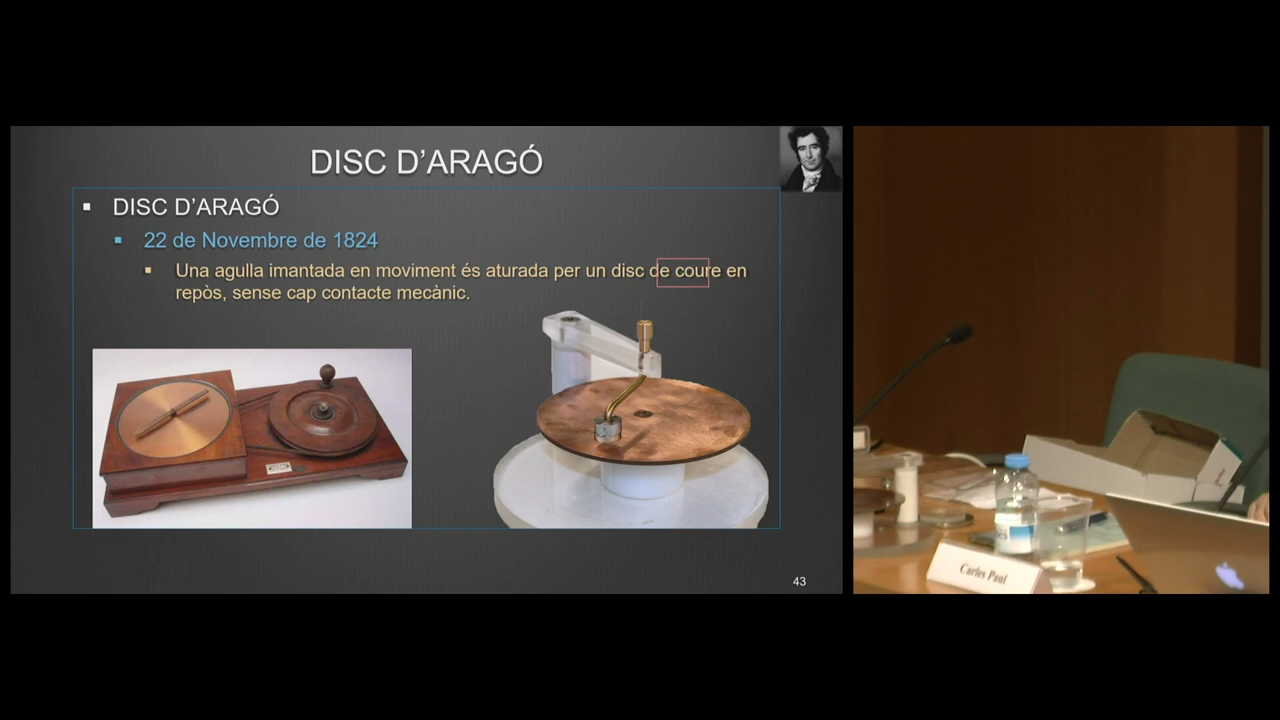 DISC D'ARAGÓ
DISC D'ARAGÓ
22 de Novembre de 1824
Una agulla imantada en moviment és aturada per un disc de coure en
repòs, sense cap contacte mecànic.
43
Carles Paul